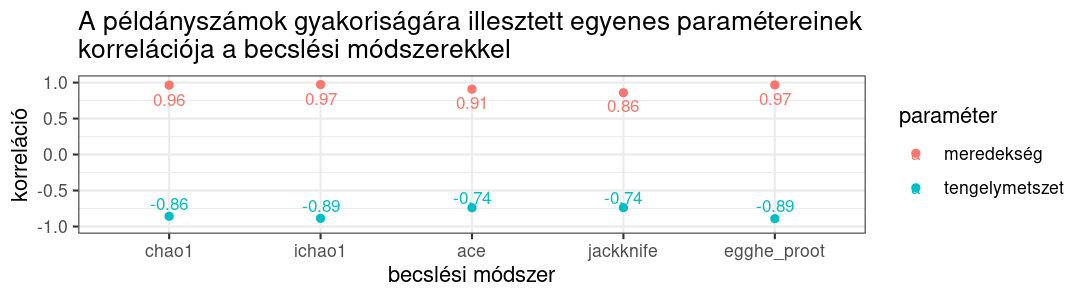 A példányszámok gyakoriságára illesztett egyenes paramétereinek
korrelációja a becslési módszerekkel
korreláció
1.0
0.5
0.0
-0.5
-1.0
0.96
0.97
0.91
0.86
0.97
-0.86
-0.89
-0.74
-0.74
-0.89
chao1
ichao1
ace
jackknife
egghe_proot
becslési módszer
paraméter
a meredekség
a tengelymetszet